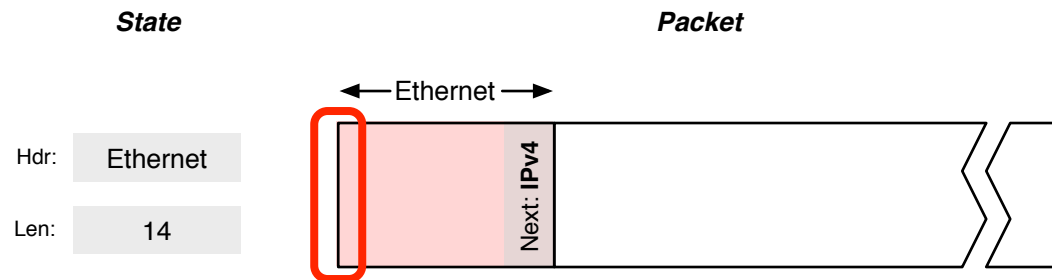 State
Packet
Ethernet
Hdr: Ethernet
Next: IPv4
Len: 14